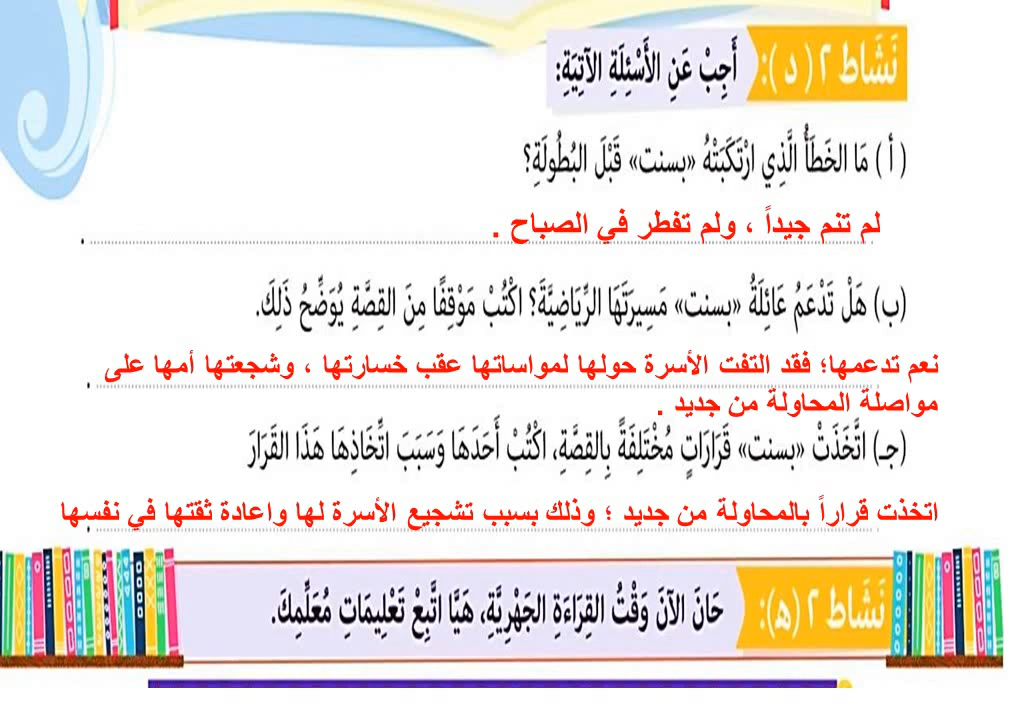 نَشَاط ٢ ( د ): أَجِبْ عَنِ الأَسْئِلَةِ الآتِيَةِ:
( أ ) مَا الخَطَأُ الَّذِي ارْتَكَبَتْهُ «بسنت» قَبْلَ البُطُولَةِ؟
لم تنم جيداً ، ولم تفطر في الصباح .
(ب) هَلْ تَدْعَمُ عَائِلَةُ «بسنت» مَسِيرَتَهَا الرِّيَاضِيَّةَ؟ اكْتُبْ مَوْقِفًا مِنَ القِصَّةِ يُوَضِّحُ ذَلِكَ.
نعم تدعمها؛ فقد التفت الأسرة حولها لمواساتها عقب خسارتها ، وشجعتها أمها على
مواصلة المحاولة من جديد .
(جـ) اتَّخَذَتْ «بسنت» قَرَارَاتٍ مُخْتَلِفَةً بِالقِصَّةِ، اكْتُبْ أَحَدَهَا وَسَبَبَ اتِّخَاذِهَا هَذَا القَرَارَ
اتخذت قراراً بالمحاولة من جديد ؛ وذلك بسبب تشجيع الأسرة لها واعادة ثقتها في نفسها
نَشَاط ٢ (هـ): حَانَ الآنَ وَقْتُ القِرَاءَةِ الجَهْرِيَّةِ، هَيَّا اتَّبِعْ تَعْلِيمَاتِ مُعَلِّمِكَ.